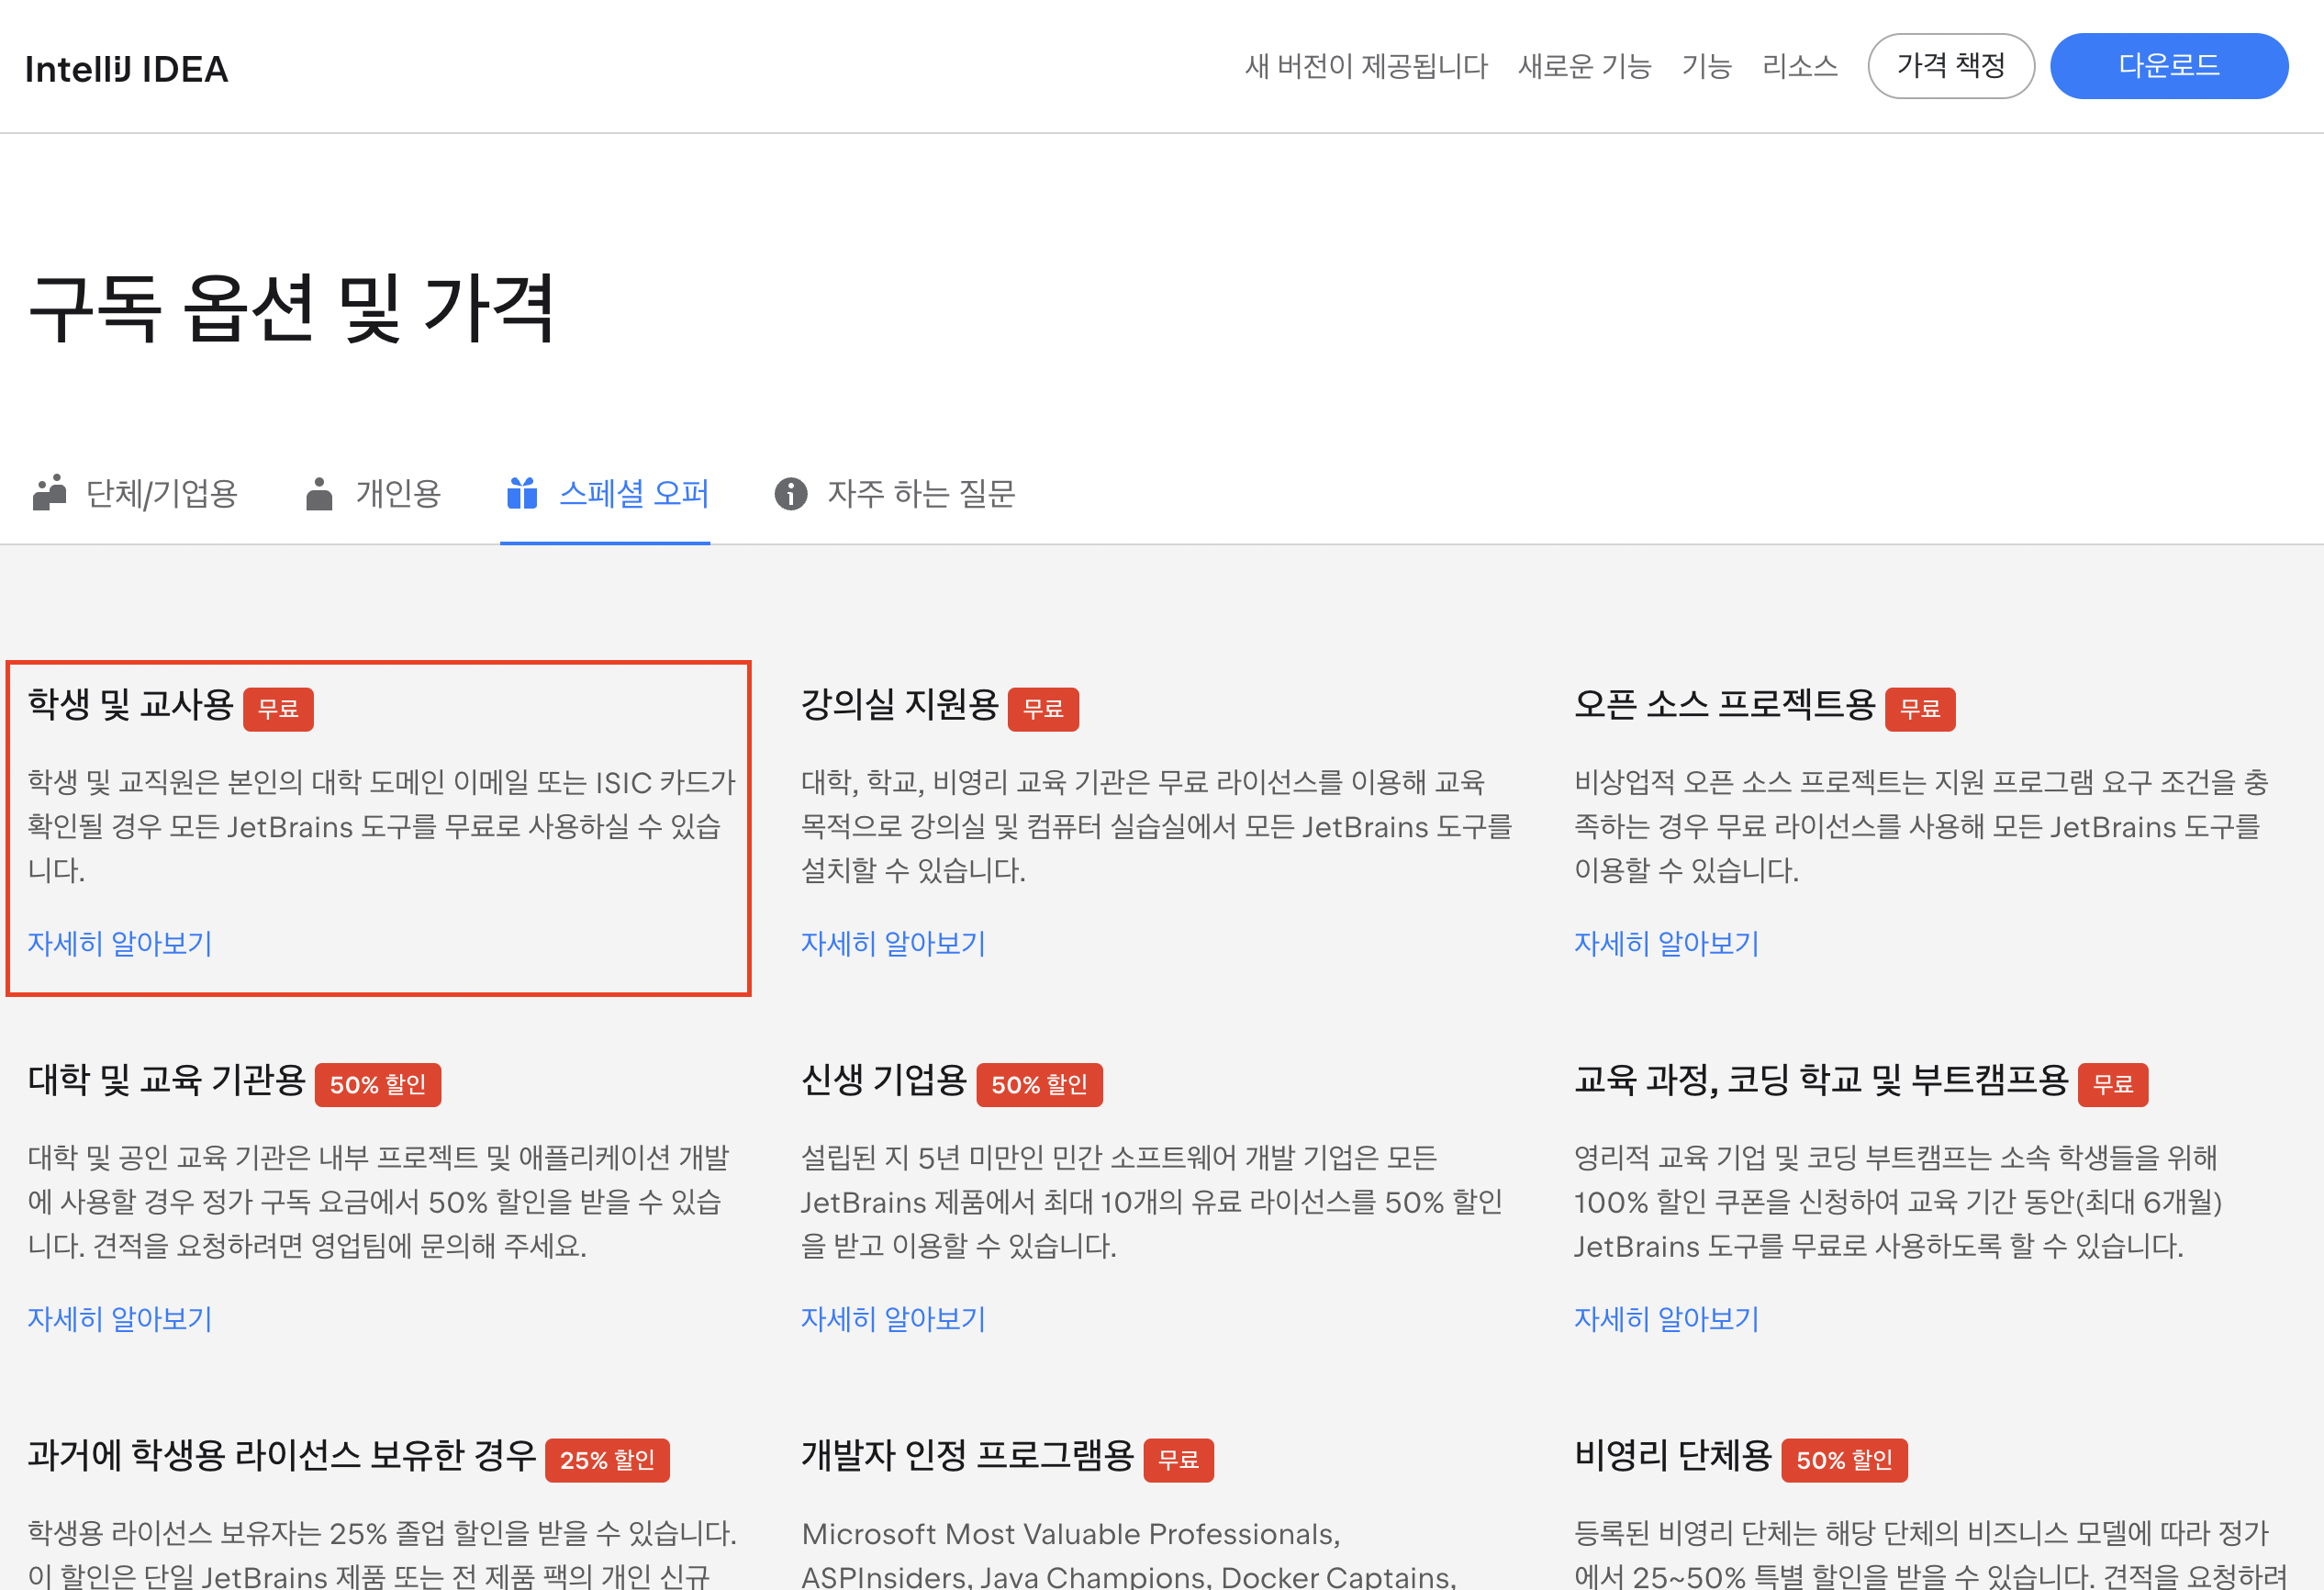 IntelliJ IDEA
새 버전이 제공됩니다 새로운 기능 기능 리소스 가격 책정 다운로드
구독 옵션 및 가격
단체/기업용 개인용 스페셜 오퍼 자주 하는 질문
학생 및 교사용 무료
학생 및 교직원은 본인의 대학 도메인 이메일 또는 ISIC 카드가
확인될 경우 모든 JetBrains 도구를 무료로 사용하실 수 있습
니다.
자세히 알아보기
강의실 지원용 무료
대학, 학교, 비영리 교육 기관은 무료 라이선스를 이용해 교육
목적으로 강의실 및 컴퓨터 실습실에서 모든 JetBrains 도구를
설치할 수 있습니다.
자세히 알아보기
오픈 소스 프로젝트용 무료
비상업적 오픈 소스 프로젝트는 지원 프로그램 요구 조건을 충
족하는 경우 무료 라이선스를 사용해 모든 JetBrains 도구를
이용할 수 있습니다.
자세히 알아보기
대학 및 교육 기관용 50% 할인
대학 및 공인 교육 기관은 내부 프로젝트 및 애플리케이션 개발
에 사용할 경우 정가 구독 요금에서 50% 할인을 받을 수 있습
니다. 견적을 요청하려면 영업팀에 문의해 주세요.
자세히 알아보기
신생 기업용 50% 할인
설립된 지 5년 미만인 민간 소프트웨어 개발 기업은 모든
JetBrains 제품에서 최대 10개의 유료 라이선스를 50% 할인
을 받고 이용할 수 있습니다.
자세히 알아보기
교육 과정, 코딩 학교 및 부트캠프용 무료
영리적 교육 기업 및 코딩 부트캠프는 소속 학생들을 위해
100% 할인 쿠폰을 신청하여 교육 기간 동안(최대 6개월)
JetBrains 도구를 무료로 사용하도록 할 수 있습니다.
자세히 알아보기
과거에 학생용 라이선스 보유한 경우 25% 할인
학생용 라이선스 보유자는 25% 졸업 할인을 받을 수 있습니다.
이 할인은 단일 JetBrains 제품 또는 전 제품 팩의 개인 신규
개발자 인정 프로그램용 무료
Microsoft Most Valuable Professionals,
ASPInsiders, Java Champions, Docker Captains,
비영리 단체용 50% 할인
등록된 비영리 단체는 해당 단체의 비즈니스 모델에 따라 정가
에서 25~50% 특별 할인을 받을 수 있습니다. 견적을 요청하려